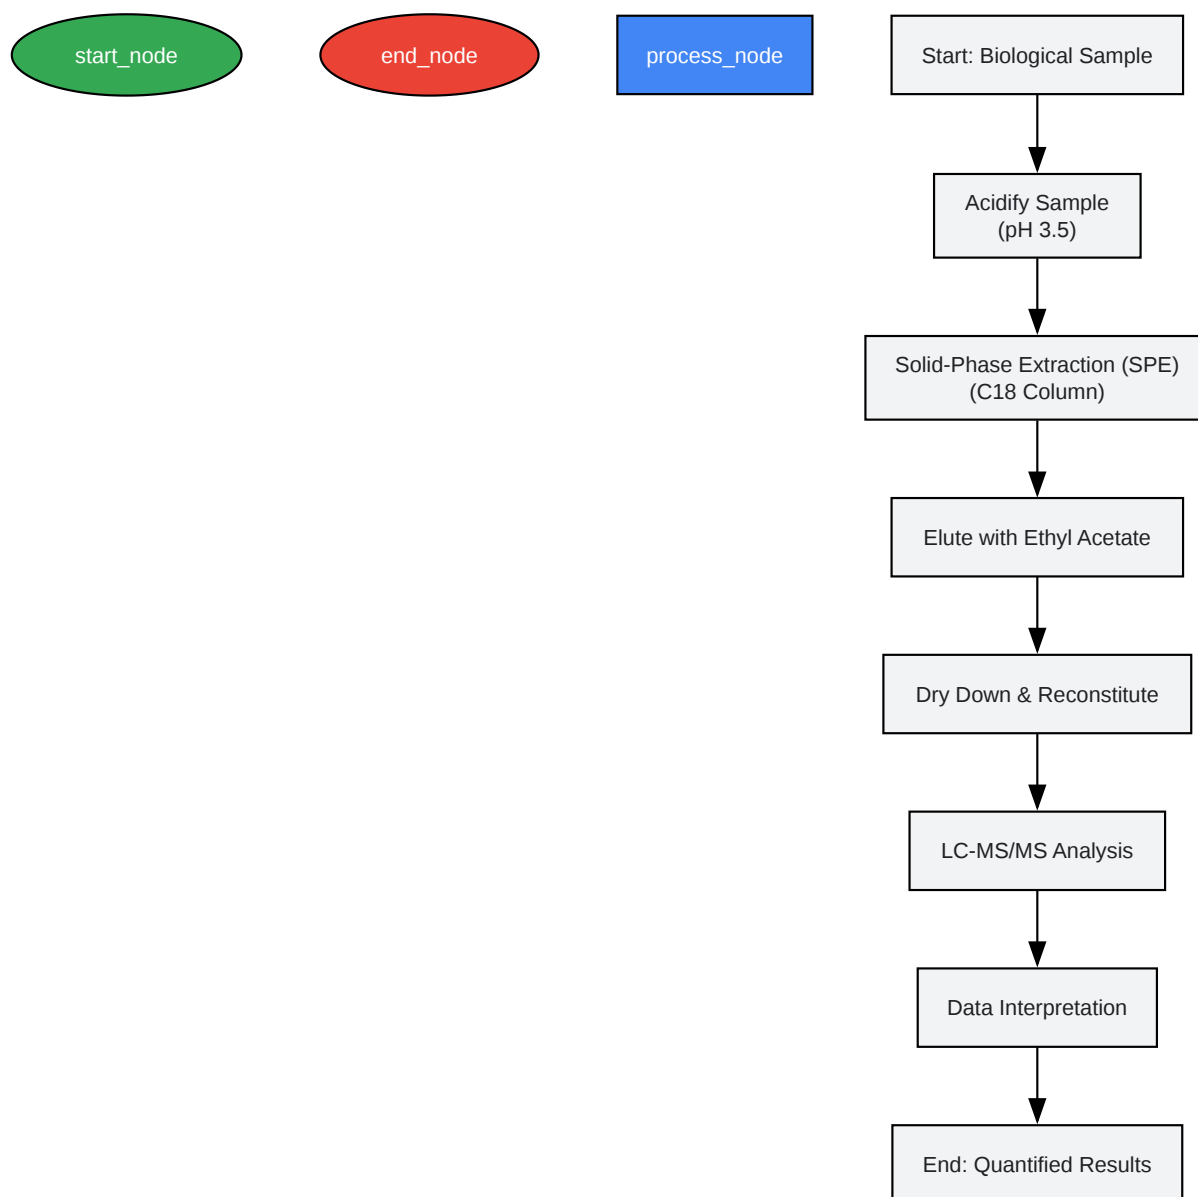 start_node
end_node
process_node
Start: Biological Sample
Acidify Sample
(pH 3.5)
Solid-Phase Extraction (SPE)
(C18 Column)
Elute with Ethyl Acetate
Dry Down & Reconstitute
LC-MS/MS Analysis
Data Interpretation
End: Quantified Results